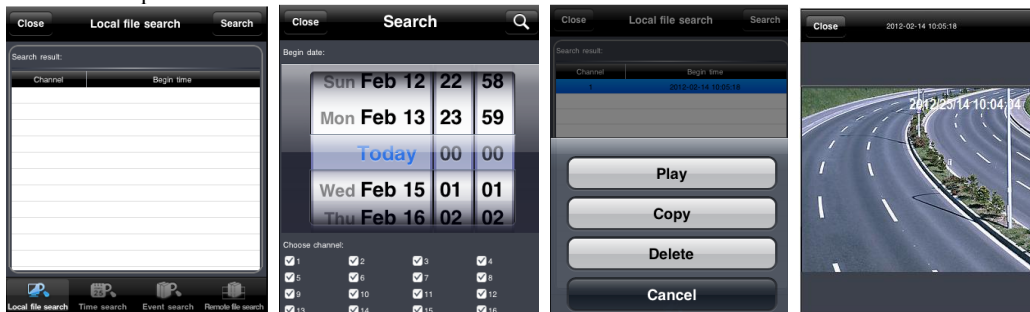 Close Local file search Search
Search result:
Channel Begin time
Local file search Time search Event search Remote file search
Close Search
Begin date:
Sun Feb 12 22 58
Mon Feb 13 23 59
Today 00 00
Wed Feb 15 01 01
Thu Feb 16 02 02
Choose channel:
1 2 3 4
5 6 7 8
9 10 11 12
13 14 15 16
Close Local file search Search
Search result:
Channel Begin time
1 2012-02-14 10:05:18
Play
Copy
Delete
Cancel
Close 2012-02-14 10:05:18
2012/25/14 10:04:04